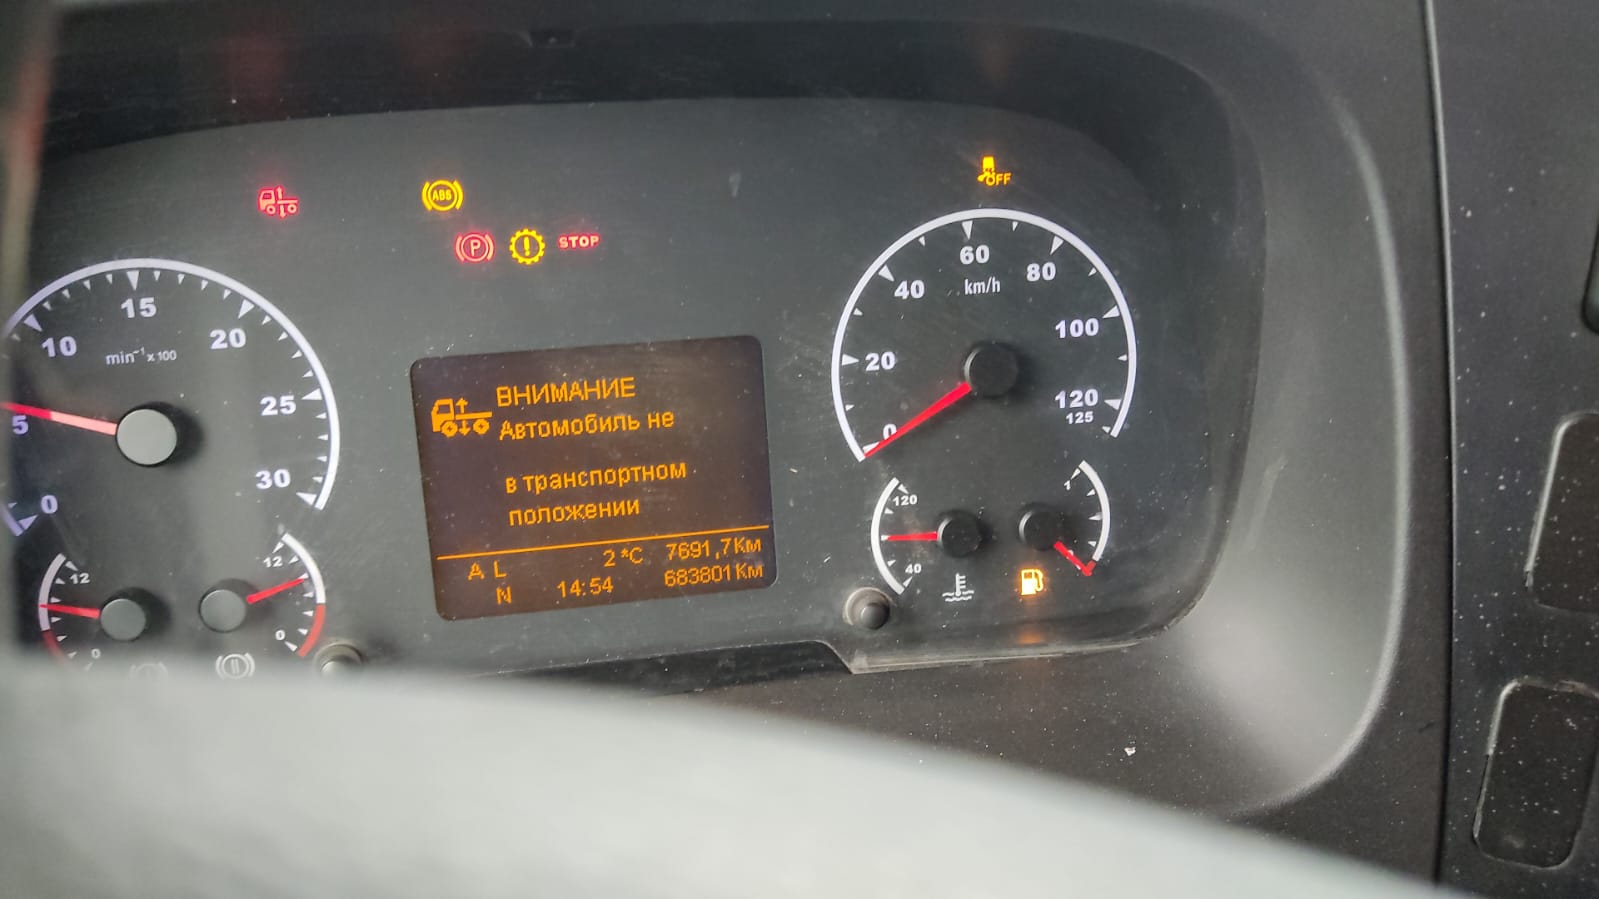 ABS
OFF
P
STOP
5
10
15
20
25
30
0
min⁻¹ x 100
12
0
12
0
ВНИМАНИЕ
Автомобиль не
в транспортном
положении
A L 2 °C 7691,7Км
N 14:54 683801Км
0
20
40
60
80
100
120
125
km/h
120
40
1